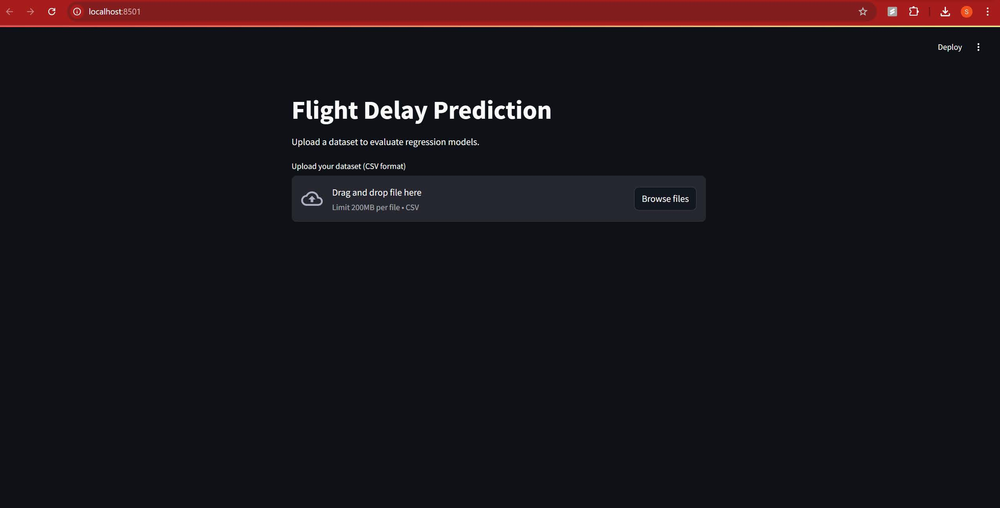 localhost:8501
S
Deploy
Flight Delay Prediction
Upload a dataset to evaluate regression models.
Upload your dataset (CSV format)
Drag and drop file here
Limit 200MB per file • CSV
Browse files